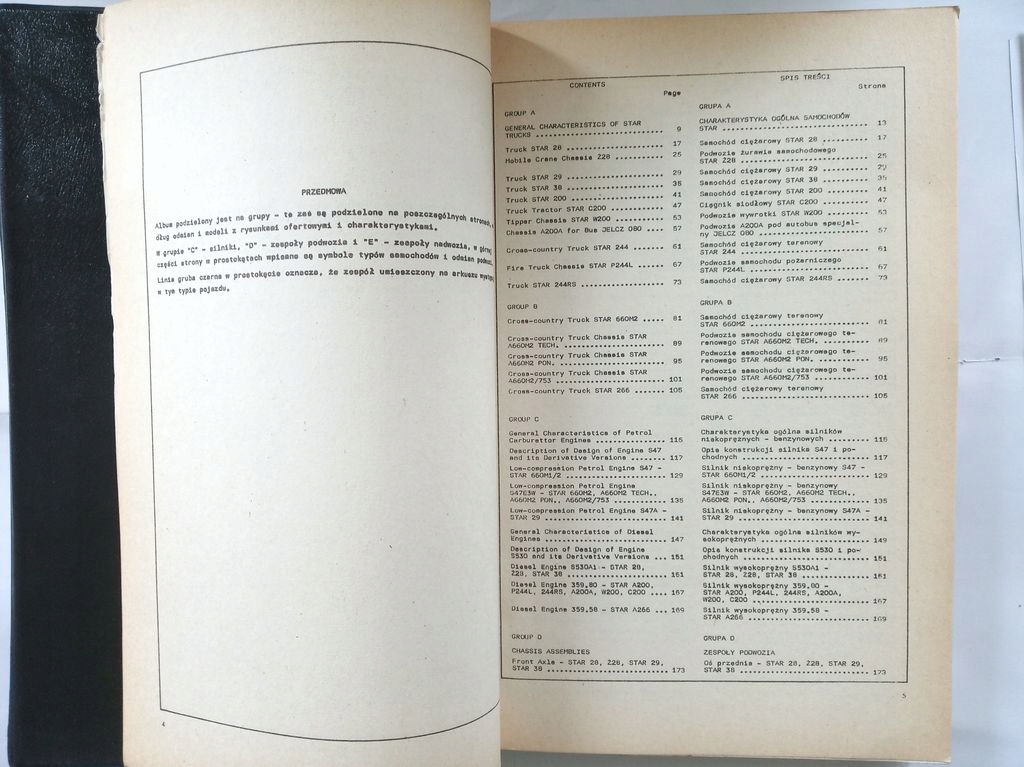 PRZEDMOWA
Album podzielony jest na grupy - te zaś są podzielone na poszczególnych stronach,
dług odmian i modeli z rysunkami ofertowymi i charakterystykami.
W grupie "C" - silniki, "D" - zespoły podwozia i "E" - zespoły nadwozia, w górnej
części strony w prostokątach wpisane są symbole typów samochodów i odmian
Linia gruba czarna w prostokącie oznacza, że zespół umieszczony na arkuszu
w tym typie pojazdu.
4
CONTENTS
Page
GROUP A
GENERAL CHARACTERISTICS OF STAR
TRUCKS ............................ 9
Truck STAR 28 ..................... 17
Mobile Crane Chassis Ż28 .......... 25
Truck STAR 29 ..................... 29
Truck STAR 38 ..................... 35
Truck STAR 200 .................... 41
Truck Tractor STAR C200 ........... 47
Tipper Chassis STAR W200 .......... 53
Chassis A200A for Bus JELCZ 080 ... 57
Cross-country Truck STAR 244 ...... 61
Fire Truck Chassis STAR P244L ..... 67
Truck STAR 244RS .................. 73
GROUP B
Cross-country Truck STAR 660M2 .... 81
Cross-country Truck Chassis STAR
A660M2 TECH. ...................... 89
Cross-country Truck Chassis STAR
A660M2 PON. ....................... 95
Cross-country Truck Chassis STAR
A660M2/753 ........................ 101
Cross-country Truck STAR 266 ...... 105
GROUP C
General Characteristics of Petrol
Carburettor Engines ............... 115
Description of Design of Engine S47
and its Derivative Versions ....... 117
Low-compression Petrol Engine S47 -
STAR 660M1/2 ...................... 129
Low-compression Petrol Engine
S47E3W - STAR 660M2, A660M2 TECH.,
A660M2 PON., A660M2/753 ........... 135
Low-compression Petrol Engine S47A -
STAR 29 ........................... 141
General Characteristics of Diesel
Engines ........................... 147
Description of Design of Engine
S530 and its Derivative Versions ... 151
Diesel Engine S530A1 - STAR 28,
Ż28, STAR 38 ...................... 161
Diesel Engine 359.80 - STAR A200,
P244L, 244RS, A200A, W200, C200 ... 167
Diesel Engine 359.58 - STAR A266 ... 169
GROUP D
CHASSIS ASSEMBLIES
Front Axle - STAR 28, Ż28, STAR 29,
STAR 38 ........................... 173
SPIS TREŚCI
Strona
GRUPA A
CHARAKTERYSTYKA OGÓLNA SAMOCHODÓW
STAR .............................. 13
Samochód ciężarowy STAR 28 ........ 17
Podwozie żurawia samochodowego
STAR Ż28 .......................... 25
Samochód ciężarowy STAR 29 ........ 29
Samochód ciężarowy STAR 38 ........ 35
Samochód ciężarowy STAR 200 ....... 41
Ciągnik siodłowy STAR C200 ........ 47
Podwozie wywrotki STAR W200 ....... 53
Podwozie A200A pod autobus specjal-
ny JELCZ 080 ...................... 57
Samochód ciężarowy terenowy
STAR 244 .......................... 61
Podwozie samochodu pożarniczego
STAR P244L ........................ 67
Samochód ciężarowy STAR 244RS ..... 73
GRUPA B
Samochód ciężarowy terenowy
STAR 660M2 ........................ 81
Podwozie samochodu ciężarowego te-
renowego STAR A660M2 TECH. ........ 89
Podwozie samochodu ciężarowego te-
renowego STAR A660M2 PON. ......... 95
Podwozie samochodu ciężarowego te-
renowego STAR A660M2/753 .......... 101
Samochód ciężarowy terenowy
STAR 266 .......................... 105
GRUPA C
Charakterystyka ogólna silników
niskoprężnych - benzynowych ....... 115
Opis konstrukcji silnika S47 i po-
chodnych .......................... 117
Silnik niskoprężny - benzynowy S47 -
STAR 660M1/2 ...................... 129
Silnik niskoprężny - benzynowy
S47E3W - STAR 660M2, A660M2 TECH.,
A660M2 PON., A660M2/753 ........... 135
Silnik niskoprężny - benzynowy S47A -
STAR 29 ........................... 141
Charakterystyka ogólna silników wy-
sokoprężnych ...................... 149
Opis konstrukcji silnika S530 i po-
chodnych .......................... 151
Silnik wysokoprężny S530A1 -
STAR 28, Ż28, STAR 38 ............. 161
Silnik wysokoprężny 359.80 -
STAR A200, P244L, 244RS, A200A,
W200, C200 ........................ 167
Silnik wysokoprężny 359.58 -
STAR A266 ......................... 169
GRUPA D
ZESPOŁY PODWOZIA
Oś przednia - STAR 28, Ż28, STAR 29,
STAR 38 ........................... 173
5